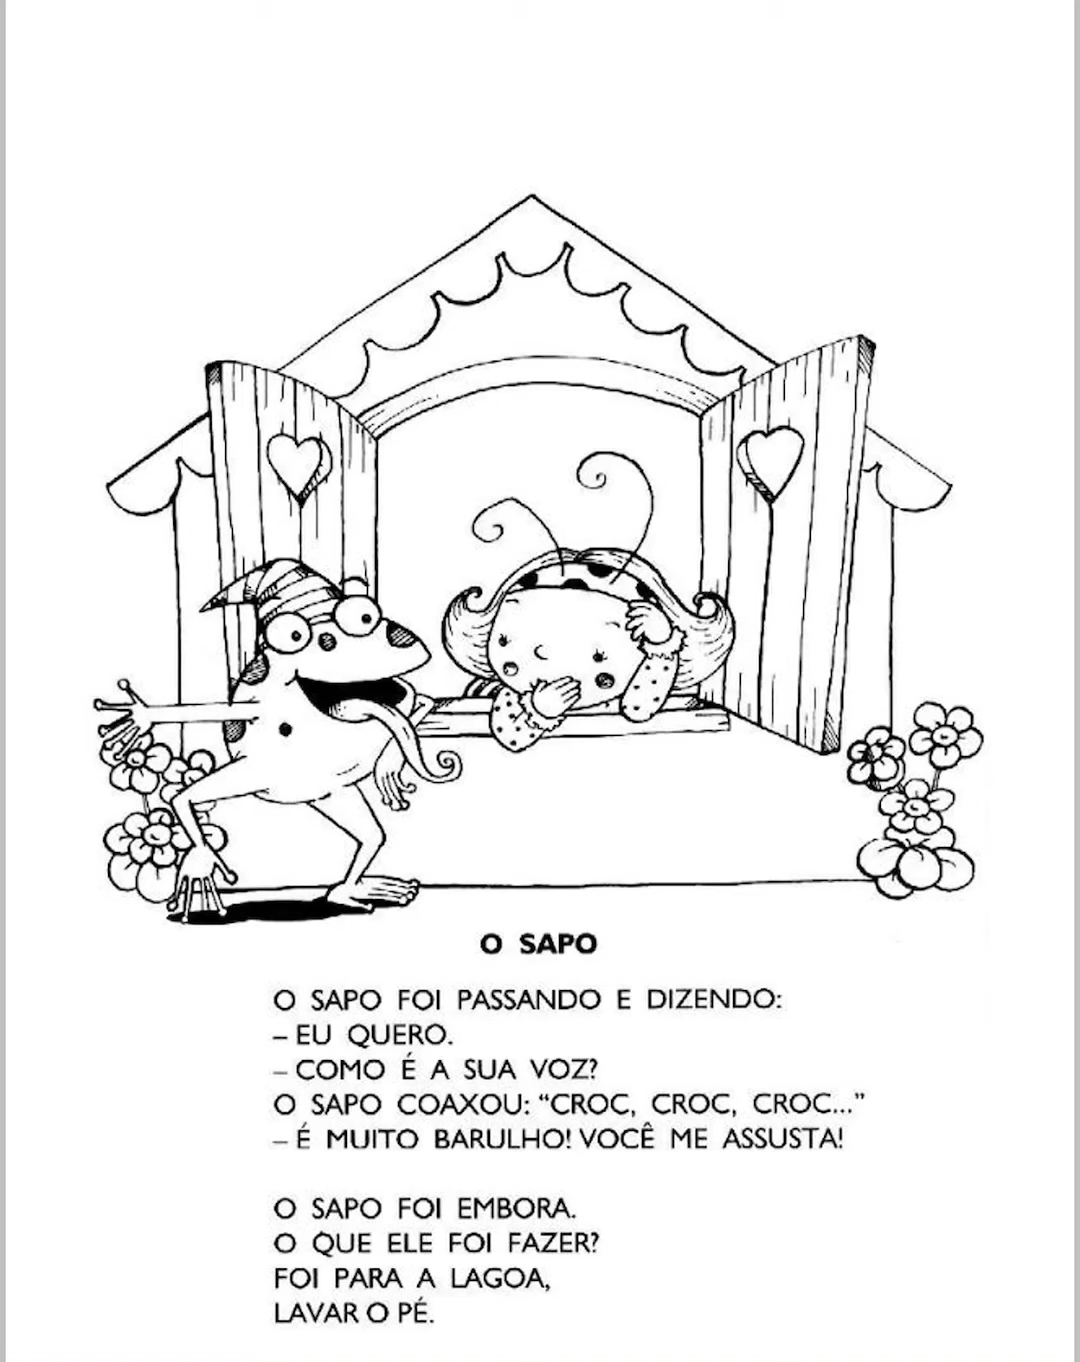 O SAPO
O SAPO FOI PASSANDO E DIZENDO:
– EU QUERO.
– COMO É A SUA VOZ?
O SAPO COAXOU: “CROC, CROC, CROC...”
– É MUITO BARULHO! VOCÊ ME ASSUSTA!
O SAPO FOI EMBORA.
O QUE ELE FOI FAZER?
FOI PARA A LAGOA,
LAVAR O PÉ.